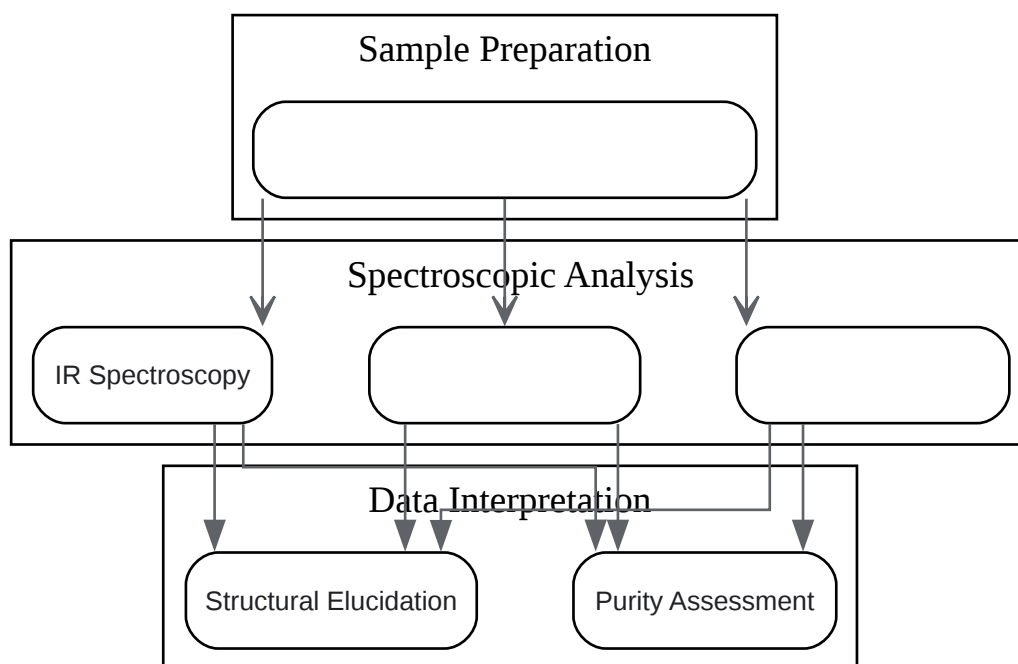 Sample Preparation
Spectroscopic Analysis
IR Spectroscopy
Data Interpretation
Structural Elucidation
Purity Assessment